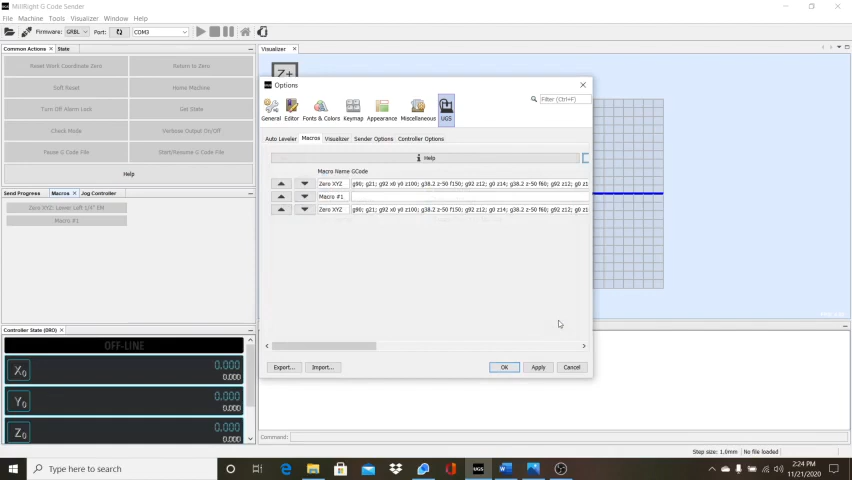 UGS MillRight G Code Sender
File Machine Tools Visualizer Window Help
Firmware: GRBL Port: COM3
Common Actions State
Visualizer
Reset Work Coordinate Zero Return to Zero
Soft Reset Home Machine
Turn Off Alarm Lock Get State
Check Mode Verbose Output On/Off
Pause G Code File Start/Resume G Code File
Help
Z+
Send Progress Macros Jog Controller
Zero XYZ: Lower Left 1/4" EM
Macro #1
Controller State (DRO)
OFF-LINE
X0 0.000
0.000
Y0 0.000
0.000
Z0 0.000
0.000
UGS Options
Filter (Ctrl+F)
General Editor Fonts & Colors Keymap Appearance Miscellaneous UGS
Auto Leveler Macros Visualizer Sender Options Controller Options
Help
Macro Name GCode
Zero XYZ g90; g21; g92 x0 y0 z100; g38.2 z-50 f150; g92 z12; g0 z14; g38.2 z-50 f60; g92 z12; g0 z1
Macro #1
Zero XYZ g90; g21; g92 x0 y0 z100; g38.2 z-50 f150; g92 z12; g0 z14; g38.2 z-50 f60; g92 z12; g0 z1
Export... Import... OK Apply Cancel
Command:
Step size: 1.0mm No file loaded
Type here to search
UGS
2:24 PM
11/21/2020